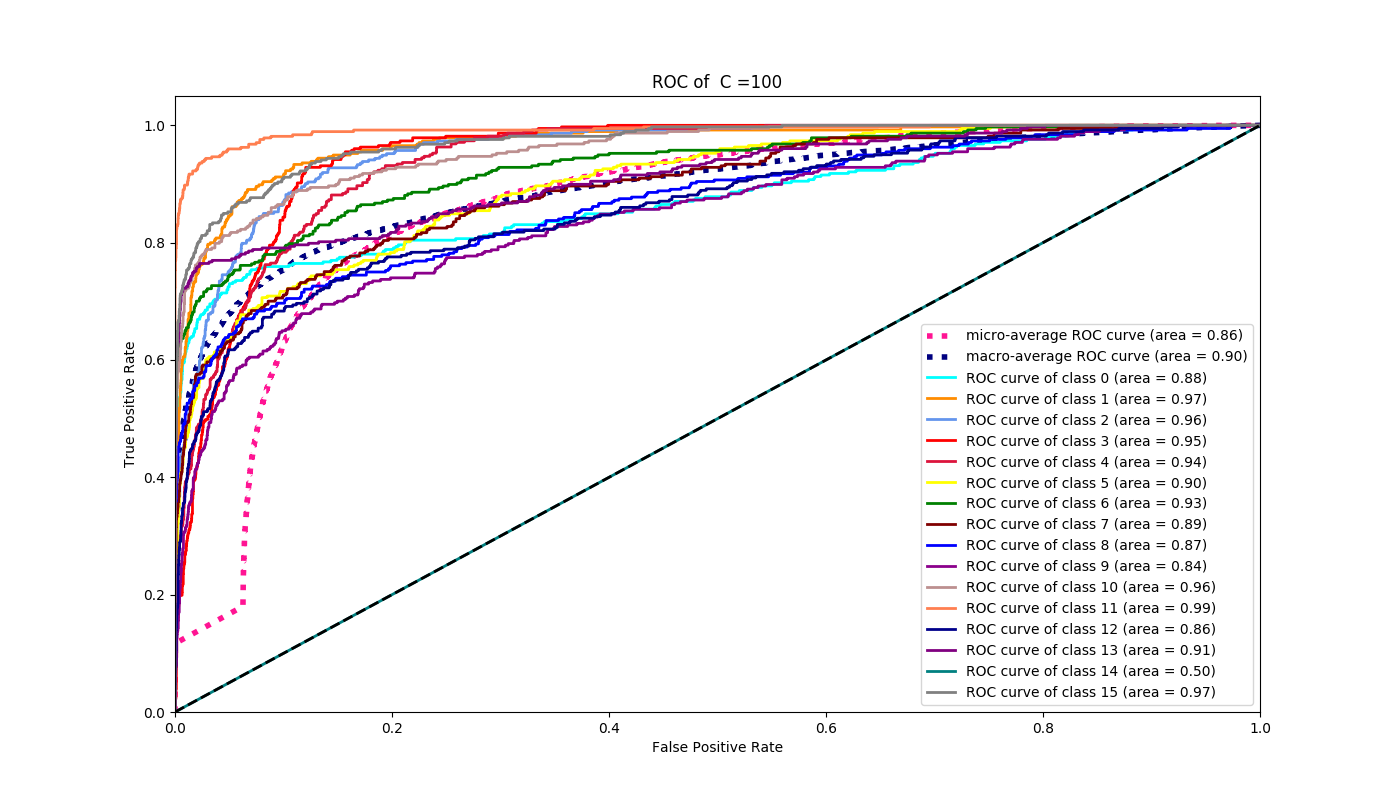 ROC of  C =100
1.0
0.8
0.6
0.4
0.2
0.0
True Positive Rate
micro-average ROC curve (area = 0.86)
macro-average ROC curve (area = 0.90)
ROC curve of class 0 (area = 0.88)
ROC curve of class 1 (area = 0.97)
ROC curve of class 2 (area = 0.96)
ROC curve of class 3 (area = 0.95)
ROC curve of class 4 (area = 0.94)
ROC curve of class 5 (area = 0.90)
ROC curve of class 6 (area = 0.93)
ROC curve of class 7 (area = 0.89)
ROC curve of class 8 (area = 0.87)
ROC curve of class 9 (area = 0.84)
ROC curve of class 10 (area = 0.96)
ROC curve of class 11 (area = 0.99)
ROC curve of class 12 (area = 0.86)
ROC curve of class 13 (area = 0.91)
ROC curve of class 14 (area = 0.50)
ROC curve of class 15 (area = 0.97)
0.0 0.2 0.4 0.6 0.8 1.0
False Positive Rate